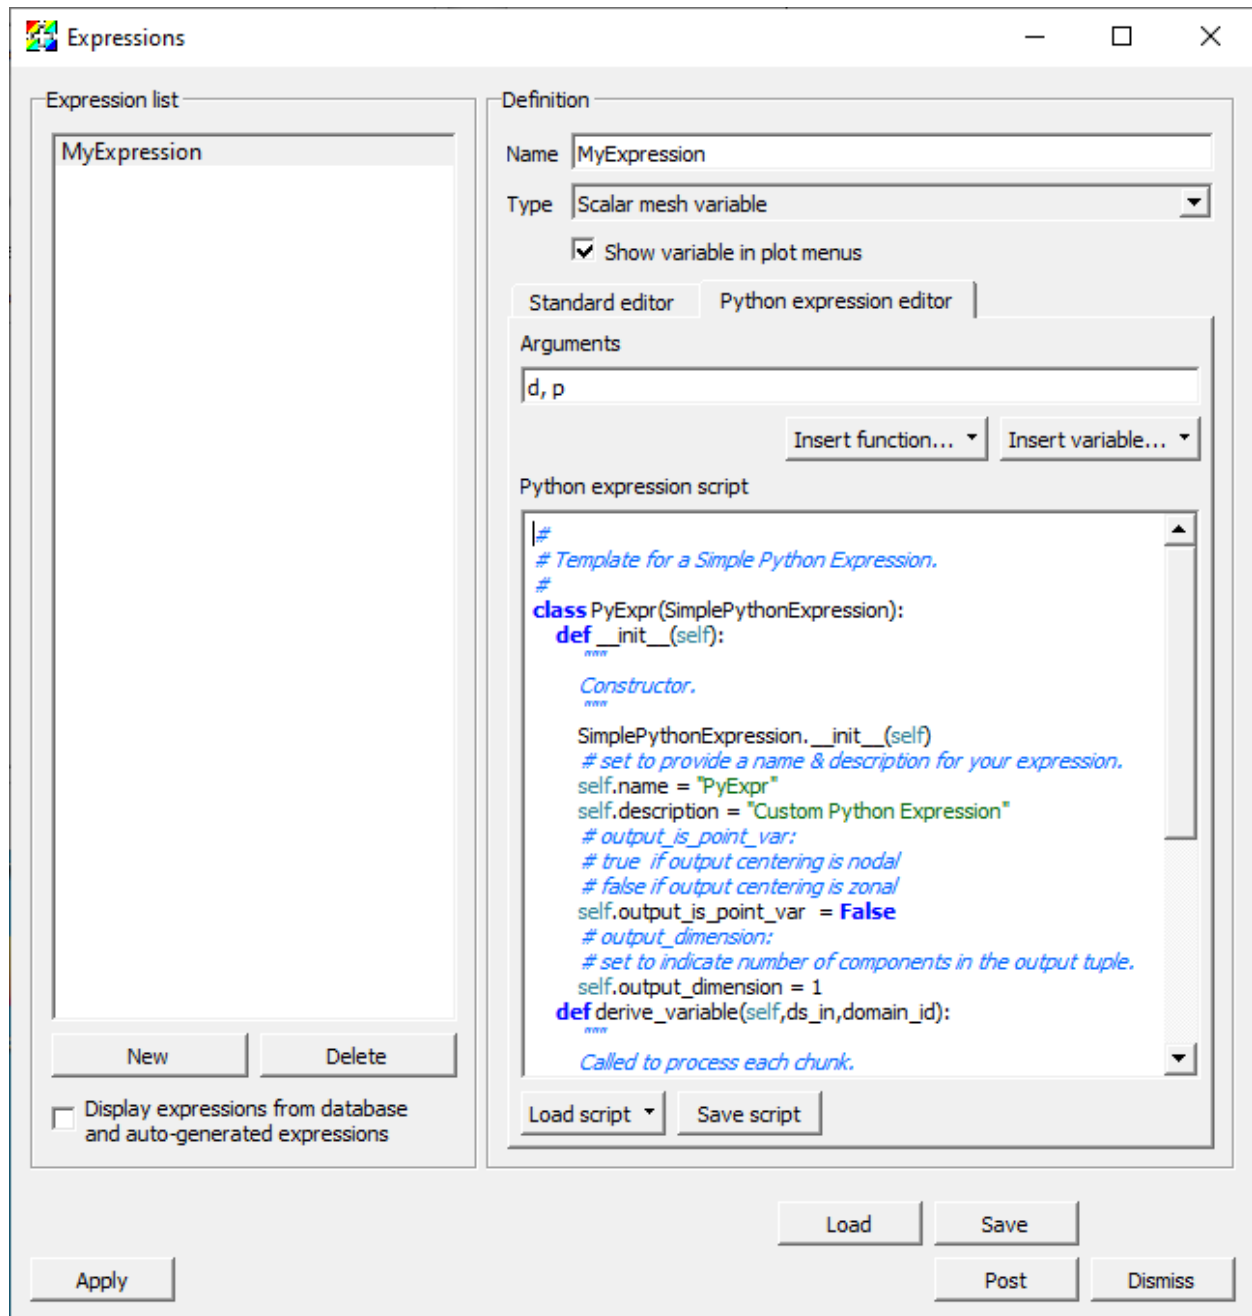 Expressions
Expression list
MyExpression
New
Delete
Display expressions from database
and auto-generated expressions
Definition
Name
MyExpression
Type
Scalar mesh variable
Show variable in plot menus
Standard editor
Python expression editor
Arguments
d, p
Insert function...
Insert variable...
Python expression script
#
# Template for a Simple Python Expression.
#
class PyExpr(SimplePythonExpression):
def __init__(self):
"""
Constructor.
"""
SimplePythonExpression.__init__(self)
# set to provide a name & description for your expression.
self.name = "PyExpr"
self.description = "Custom Python Expression"
# output_is_point_var:
# true  if output centering is nodal
# false if output centering is zonal
self.output_is_point_var  = False
# output_dimension:
# set to indicate number of components in the output tuple.
self.output_dimension = 1
def derive_variable(self,ds_in,domain_id):
"""
Called to process each chunk.
Load script
Save script
Load
Save
Apply
Post
Dismiss